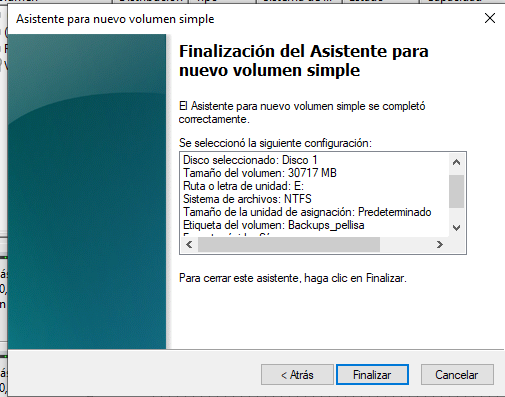 Asistente para nuevo volumen simple
Finalización del Asistente para
nuevo volumen simple
El Asistente para nuevo volumen simple se completó
correctamente.
Se seleccionó la siguiente configuración:
Disco seleccionado: Disco 1
Tamaño del volumen: 30717 MB
Ruta o letra de unidad: E:
Sistema de archivos: NTFS
Tamaño de la unidad de asignación: Predeterminado
Etiqueta del volumen: Backups_pellisa
Para cerrar este asistente, haga clic en Finalizar.
< Atrás
Finalizar
Cancelar